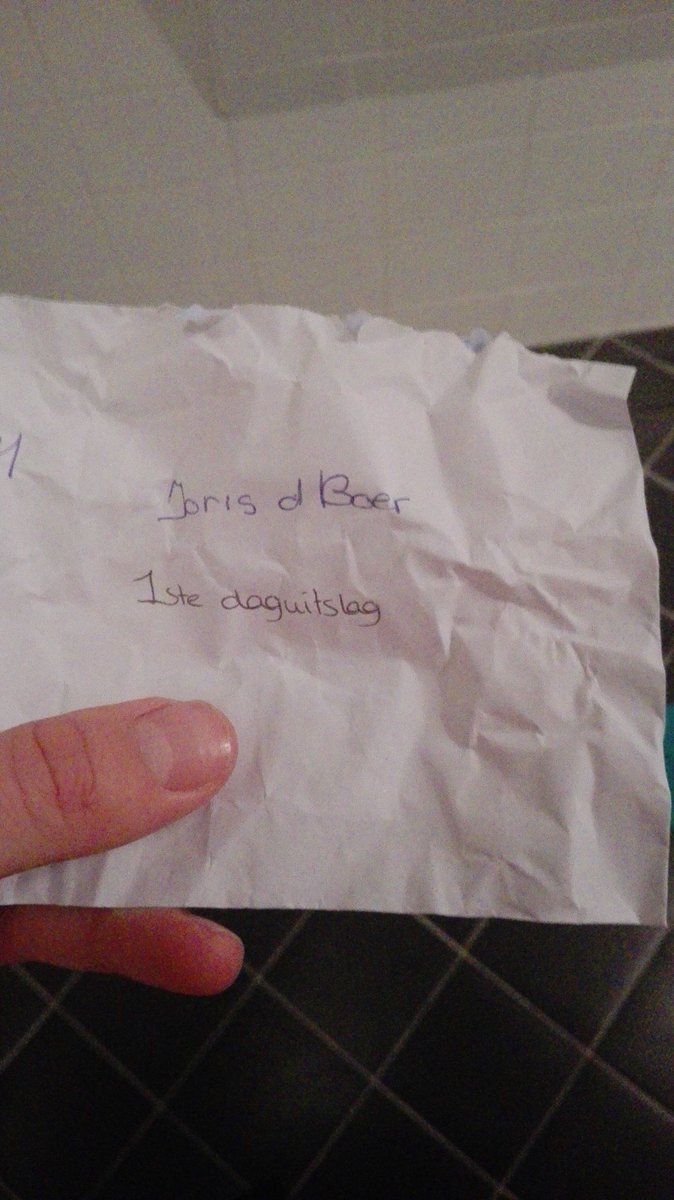 Joris d Boer
1ste daguitslag